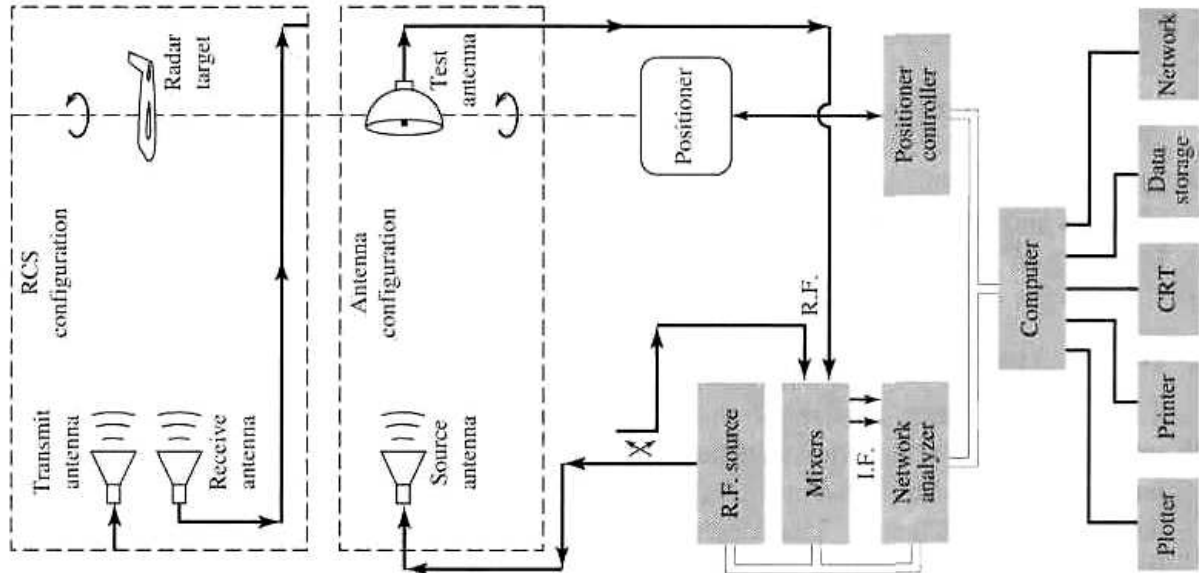 RCS
configuration
Transmit
antenna
Receive
antenna
Radar
target
Antenna
configuration
Source
antenna
Test
antenna
R.F. source
Mixers
I.F.
Network
analyzer
R.F.
Positioner
Positioner
controller
Computer
Plotter
Printer
CRT
Data
storage
Network